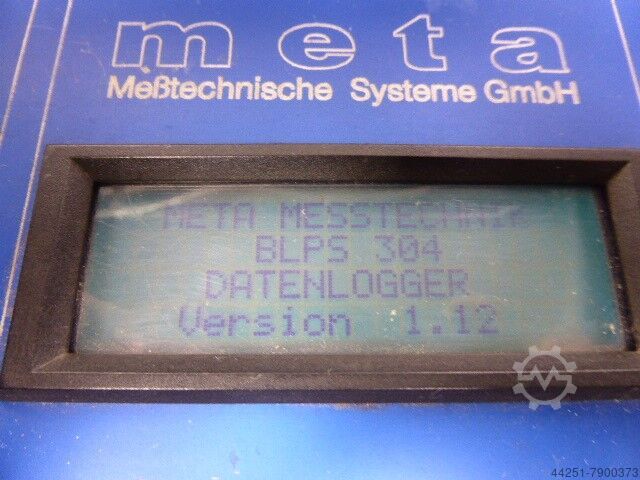 meta
Meßtechnische Systeme GmbH
META MESSTECHNIK
BLPS 304
DATENLOGGER
Version 1.12
44251-7900373